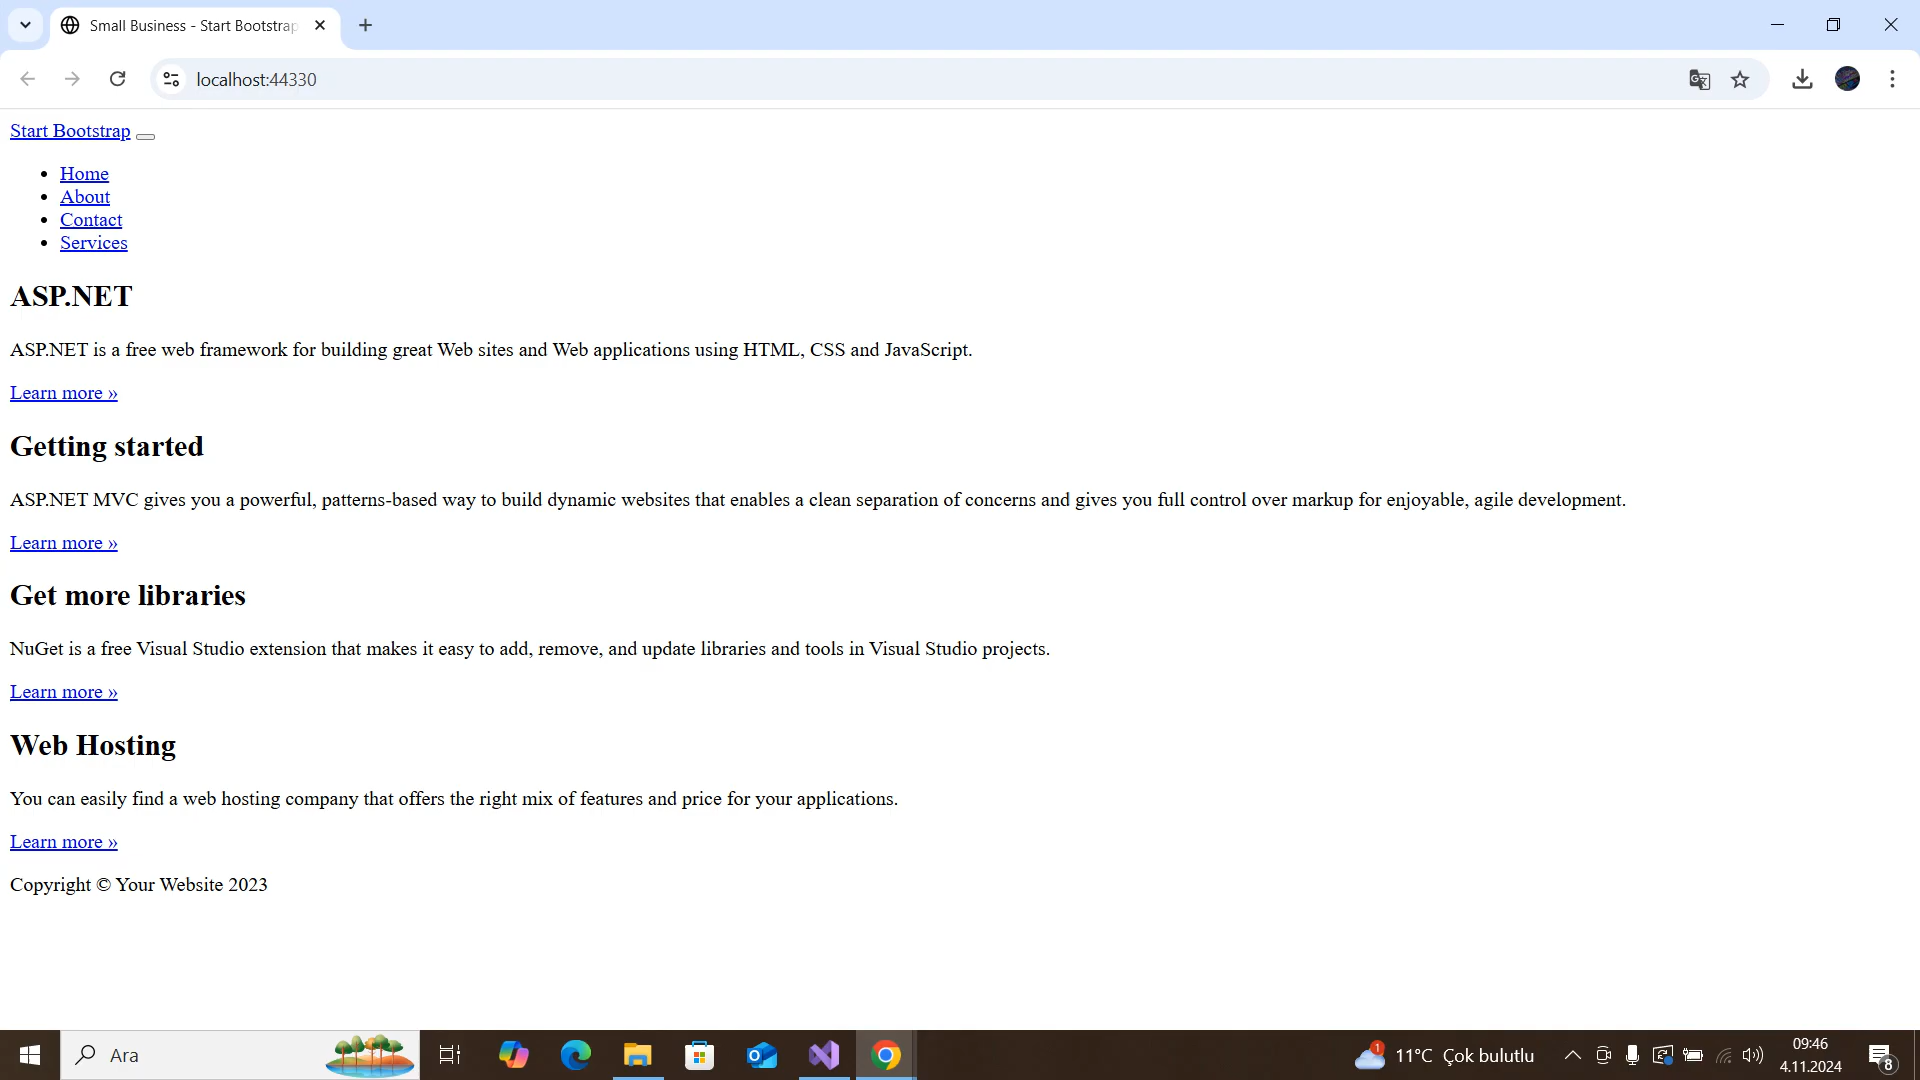 Small Business - Start Bootstrap
localhost:44330
Start Bootstrap
Home
About
Contact
Services
ASP.NET
ASP.NET is a free web framework for building great Web sites and Web applications using HTML, CSS and JavaScript.
Learn more »
Getting started
ASP.NET MVC gives you a powerful, patterns-based way to build dynamic websites that enables a clean separation of concerns and gives you full control over markup for enjoyable, agile development.
Learn more »
Get more libraries
NuGet is a free Visual Studio extension that makes it easy to add, remove, and update libraries and tools in Visual Studio projects.
Learn more »
Web Hosting
You can easily find a web hosting company that offers the right mix of features and price for your applications.
Learn more »
Copyright © Your Website 2023
Ara
1
11°C Çok bulutlu
09:46
4.11.2024
8